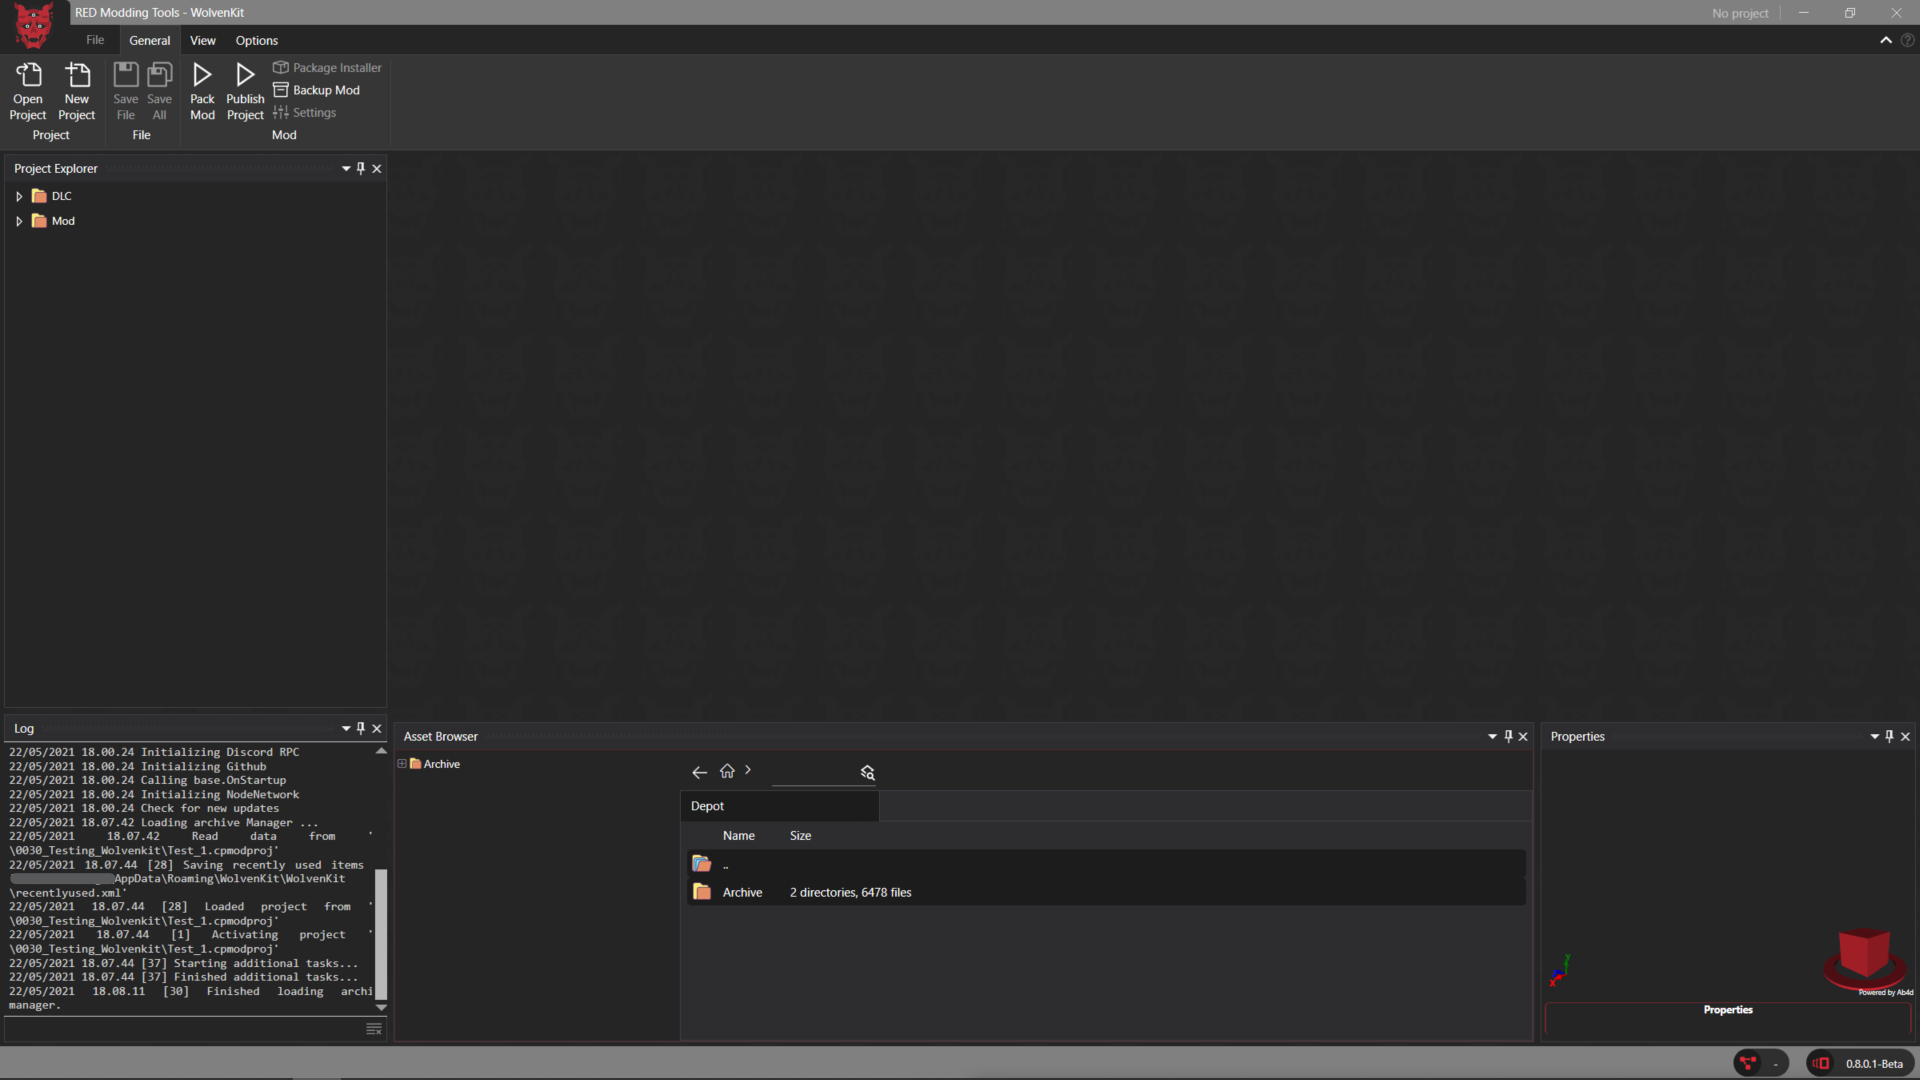 RED Modding Tools - WolvenKit
No project
File
General
View
Options
Open Project
New Project
Save File
Save All
Pack Mod
Publish Project
Package Installer
Backup Mod
Settings
Project
File
Mod
Project Explorer
DLC
Mod
Log
22/05/2021 18.00.24 Initializing Discord RPC
22/05/2021 18.00.24 Initializing Github
22/05/2021 18.00.24 Calling base.OnStartup
22/05/2021 18.00.24 Initializing NodeNetwork
22/05/2021 18.00.24 Check for new updates
22/05/2021 18.07.42 Loading archive Manager ...
22/05/2021 18.07.42 Read data from '
\0030_Testing_Wolvenkit\Test_1.cpmodproj'
22/05/2021 18.07.44 [28] Saving recently used items
AppData\Roaming\WolvenKit\WolvenKit
\recentlyused.xml'
22/05/2021 18.07.44 [28] Loaded project from '
\0030_Testing_Wolvenkit\Test_1.cpmodproj'
22/05/2021 18.07.44 [1] Activating project '
\0030_Testing_Wolvenkit\Test_1.cpmodproj'
22/05/2021 18.07.44 [37] Starting additional tasks...
22/05/2021 18.07.44 [37] Finished additional tasks...
22/05/2021 18.08.11 [30] Finished loading archi
manager.
Asset Browser
Archive
Depot
Name Size
..
Archive 2 directories, 6478 files
Properties
Y
X
Powered by Ab4d
Properties
-
0.8.0.1-Beta